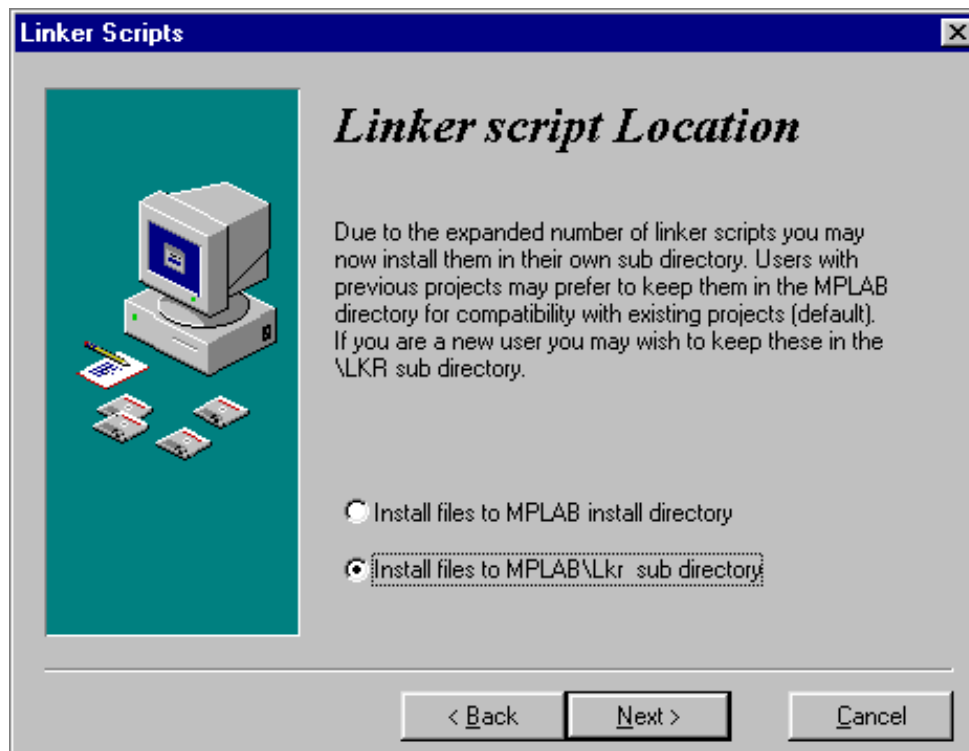 Linker Scripts
Linker script Location
Due to the expanded number of linker scripts you may
now install them in their own sub directory. Users with
previous projects may prefer to keep them in the MPLAB
directory for compatibility with existing projects (default).
If you are a new user you may wish to keep these in the
\LKR sub directory.
Install files to MPLAB install directory
Install files to MPLAB\Lkr  sub directory
< Back
Next >
Cancel